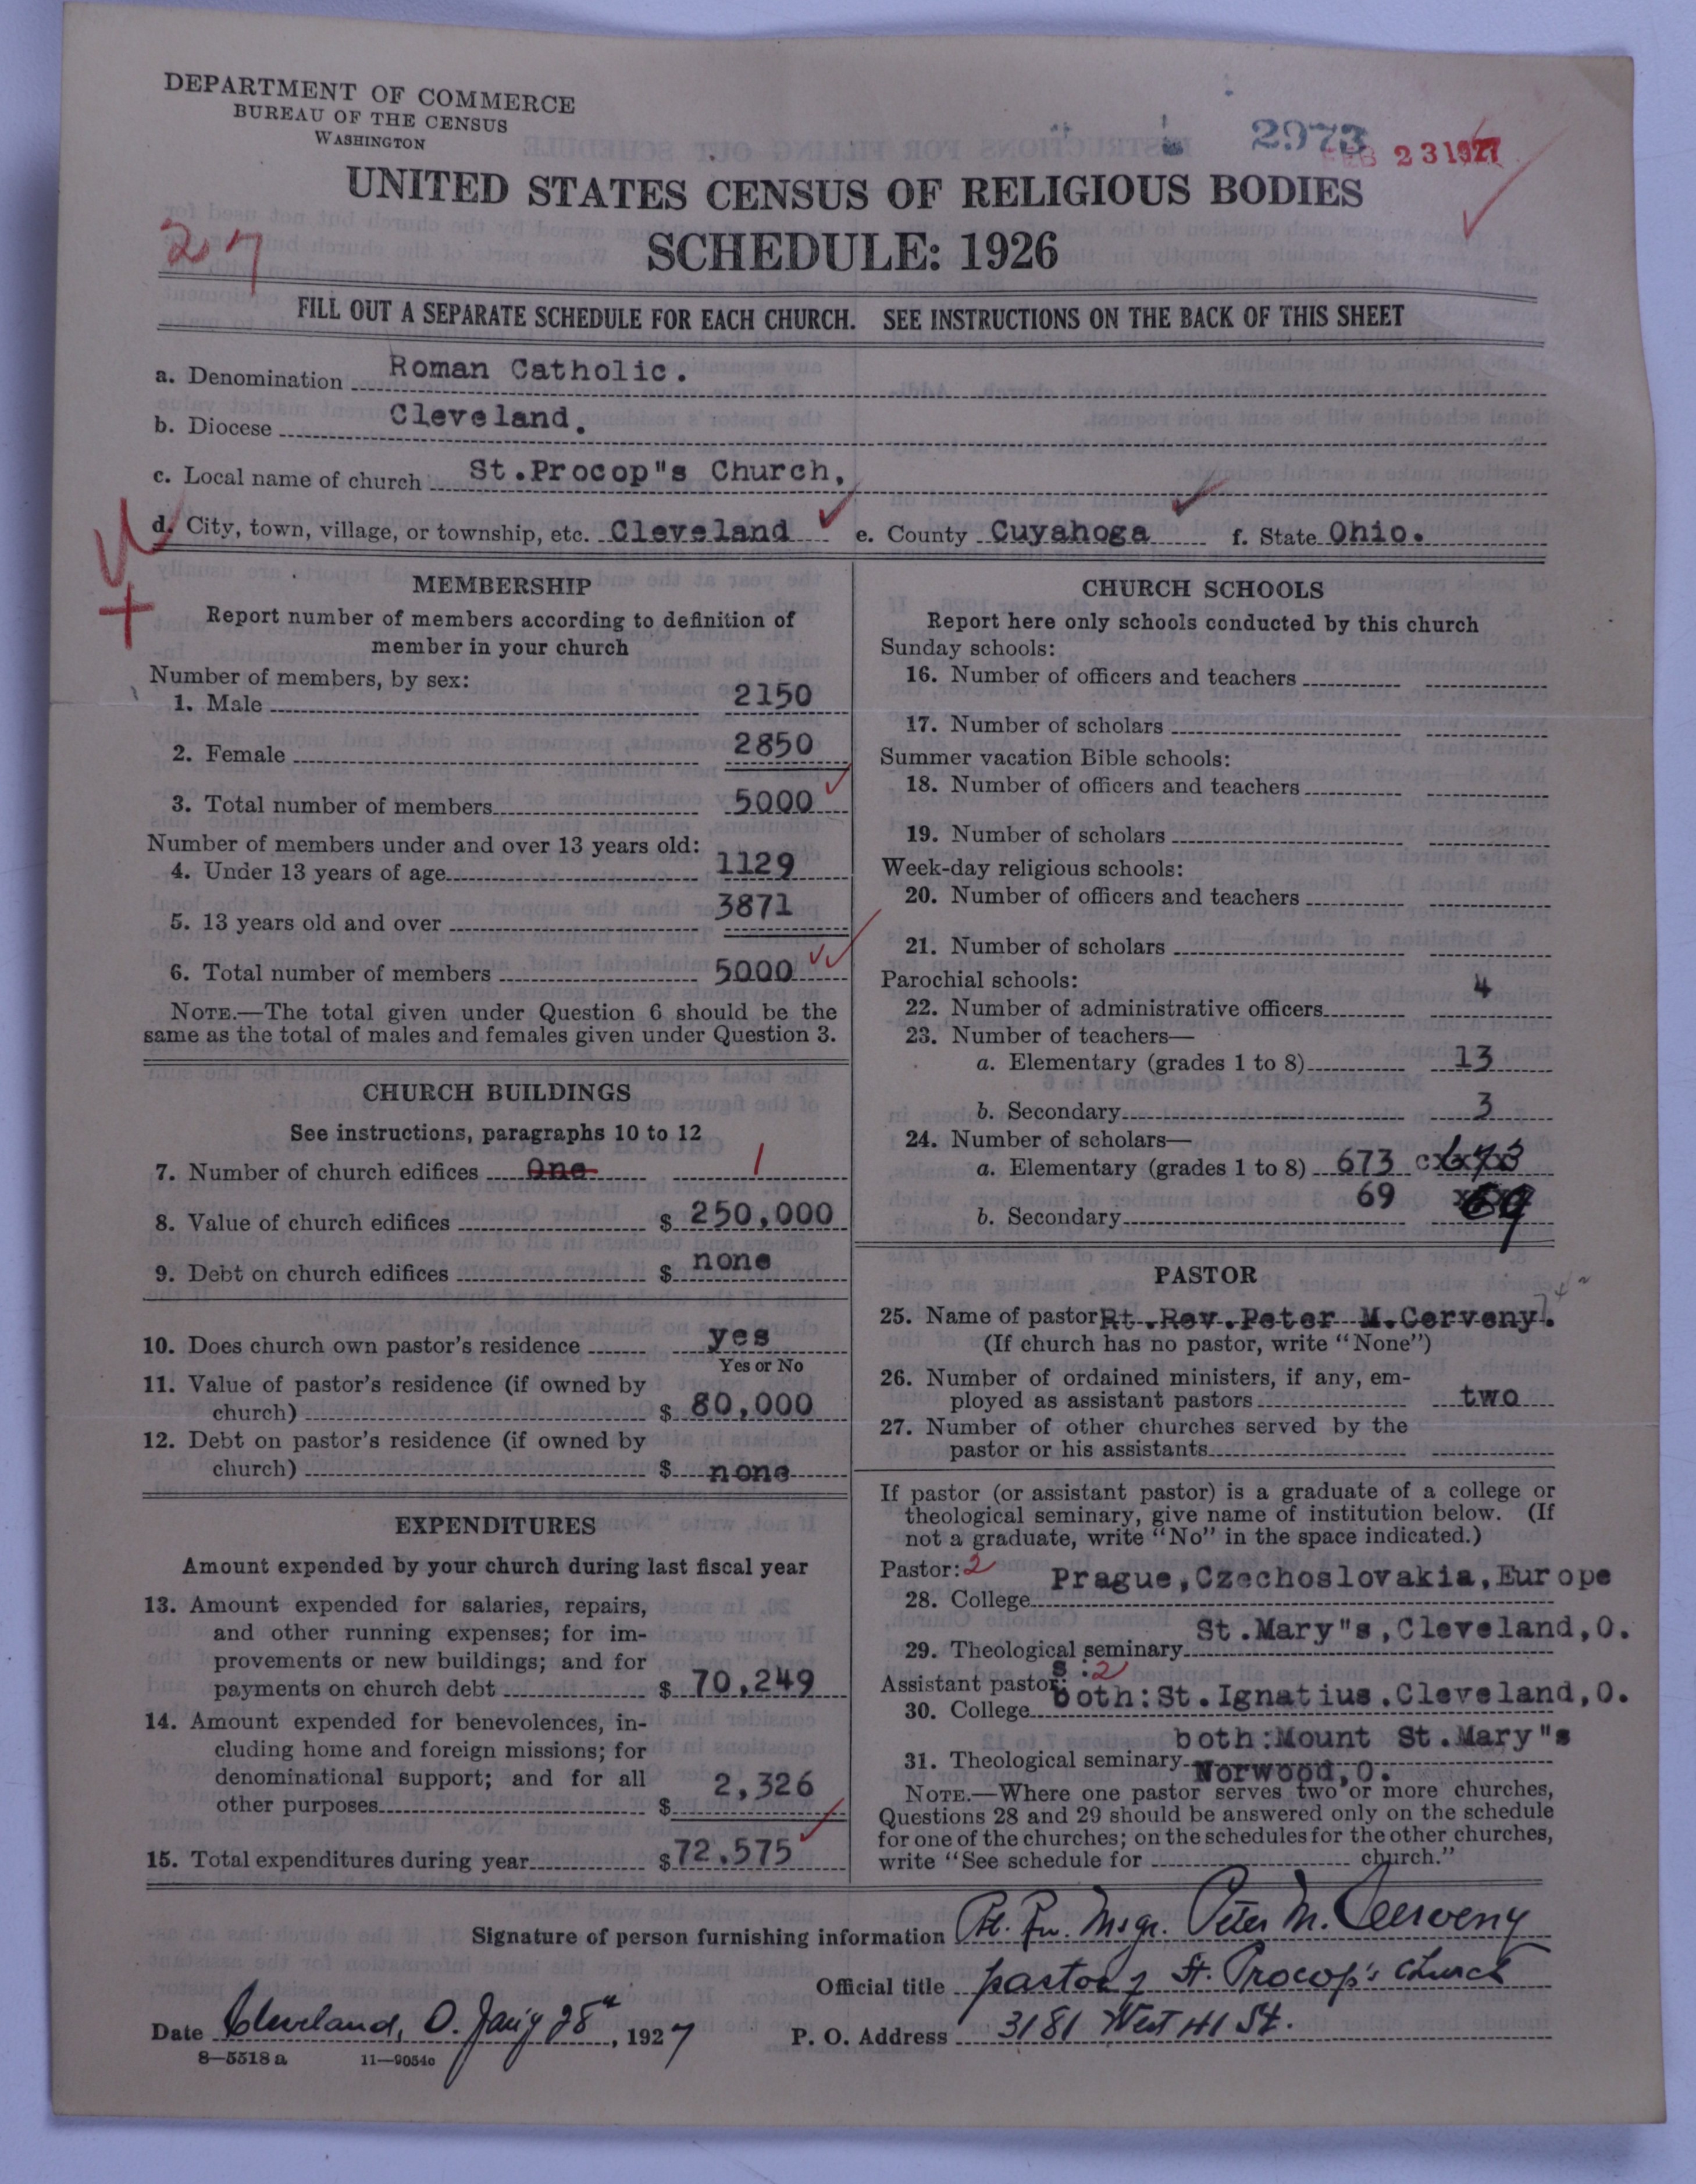 DEPARTMENT OF COMMERCE
BUREAU OF THE CENSUS
WASHINGTON
2973
FEB 23 1927
UNITED STATES CENSUS OF RELIGIOUS BODIES
27
SCHEDULE: 1926
FILL OUT A SEPARATE SCHEDULE FOR EACH CHURCH. SEE INSTRUCTIONS ON THE BACK OF THIS SHEET
a. Denomination Roman Catholic.
b. Diocese Cleveland.
c. Local name of church St.Procop"s Church,
d. City, town, village, or township, etc. Cleveland e. County Cuyahoga f. State Ohio.
MEMBERSHIP
Report number of members according to definition of
member in your church
Number of members, by sex:
1. Male 2150
2. Female 2850
3. Total number of members 5000
Number of members under and over 13 years old:
4. Under 13 years of age 1129
5. 13 years old and over 3871
6. Total number of members 5000
NOTE.—The total given under Question 6 should be the
same as the total of males and females given under Question 3.
CHURCH BUILDINGS
See instructions, paragraphs 10 to 12
7. Number of church edifices One 1
8. Value of church edifices $ 250,000
9. Debt on church edifices $ none
10. Does church own pastor's residence yes
Yes or No
11. Value of pastor's residence (if owned by
church) $ 80,000
12. Debt on pastor's residence (if owned by
church) $ none
EXPENDITURES
Amount expended by your church during last fiscal year
13. Amount expended for salaries, repairs,
and other running expenses; for im-
provements or new buildings; and for
payments on church debt $ 70,249
14. Amount expended for benevolences, in-
cluding home and foreign missions; for
denominational support; and for all
other purposes $ 2,326
15. Total expenditures during year $ 72.575
CHURCH SCHOOLS
Report here only schools conducted by this church
Sunday schools:
16. Number of officers and teachers
17. Number of scholars
Summer vacation Bible schools:
18. Number of officers and teachers
19. Number of scholars
Week-day religious schools:
20. Number of officers and teachers
21. Number of scholars
Parochial schools:
22. Number of administrative officers 4
23. Number of teachers—
a. Elementary (grades 1 to 8) 13
b. Secondary 3
24. Number of scholars—
a. Elementary (grades 1 to 8) 673 673
b. Secondary 69 69
PASTOR
25. Name of pastor Rt.Rev.Peter M.Cerveny.
(If church has no pastor, write "None")
26. Number of ordained ministers, if any, em-
ployed as assistant pastors two
27. Number of other churches served by the
pastor or his assistants
If pastor (or assistant pastor) is a graduate of a college or
theological seminary, give name of institution below. (If
not a graduate, write "No" in the space indicated.)
Pastor: 2
28. College Prague,Czechoslovakia,Europe
29. Theological seminary St.Mary"s,Cleveland,O.
Assistant pastors: 2
30. College both:St.Ignatius.Cleveland,O.
31. Theological seminary both:Mount St.Mary"s
Norwood,O.
NOTE.—Where one pastor serves two or more churches,
Questions 28 and 29 should be answered only on the schedule
for one of the churches; on the schedules for the other churches,
write "See schedule for church."
Signature of person furnishing information Rt. Rev. Msgr. Peter M. Cerveny
Official title pastor of St. Procop's Church
Date Cleveland, O. Jan'y 28th, 1927 P. O. Address 3181 West 41 St.
8—5518 a 11—9054c